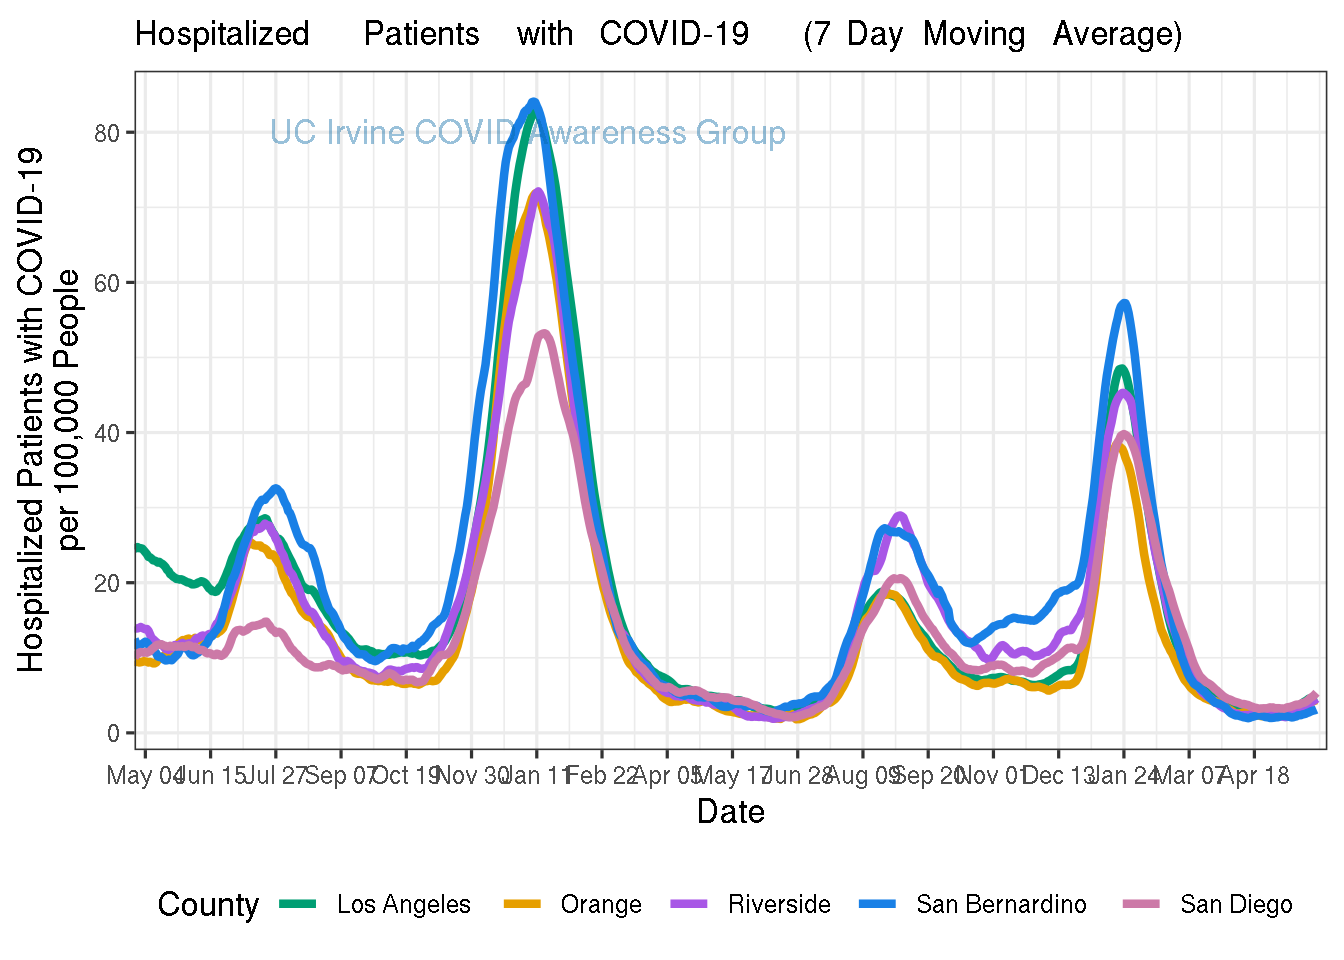 Hospitalized Patients with COVID-19 (7 Day Moving Average)
UC Irvine COVID Awareness Group
Hospitalized Patients with COVID-19
per 100,000 People
80
60
40
20
0
May 04 Jun 15 Jul 27 Sep 07 Oct 19 Nov 30 Jan 11 Feb 22 Apr 05 May 17 Jun 28 Aug 09 Sep 20 Nov 01 Dec 13 Jan 24 Mar 07 Apr 18
Date
County Los Angeles Orange Riverside San Bernardino San Diego